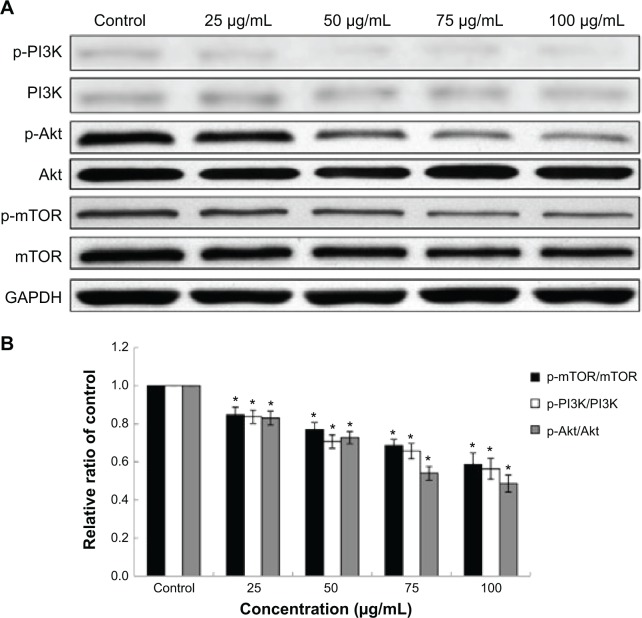 A
Control 25 µg/mL 50 µg/mL 75 µg/mL 100 µg/mL
p-PI3K
PI3K
p-Akt
Akt
p-mTOR
mTOR
GAPDH
B
1.2
1.0
0.8
0.6
0.4
0.2
0.0
Relative ratio of control
* * *
* * *
* * *
* * *
p-mTOR/mTOR
p-PI3K/PI3K
p-Akt/Akt
Control 25 50 75 100
Concentration (µg/mL)